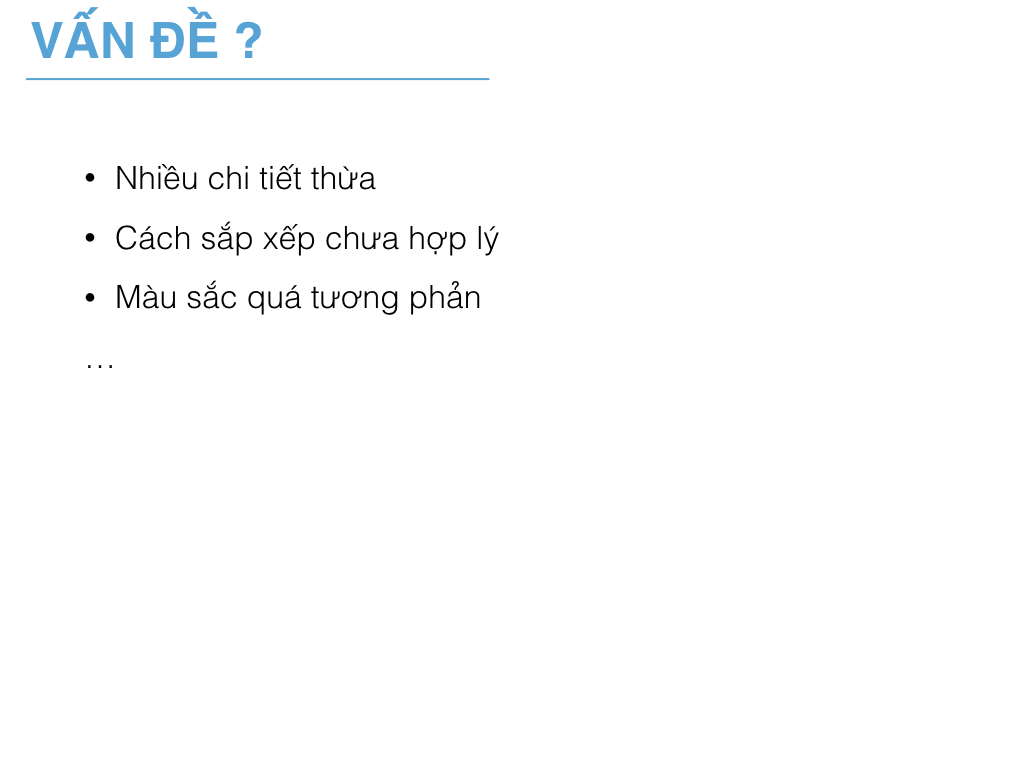 VẤN ĐỀ ?
• Nhiều chi tiết thừa
• Cách sắp xếp chưa hợp lý
• Màu sắc quá tương phản
…